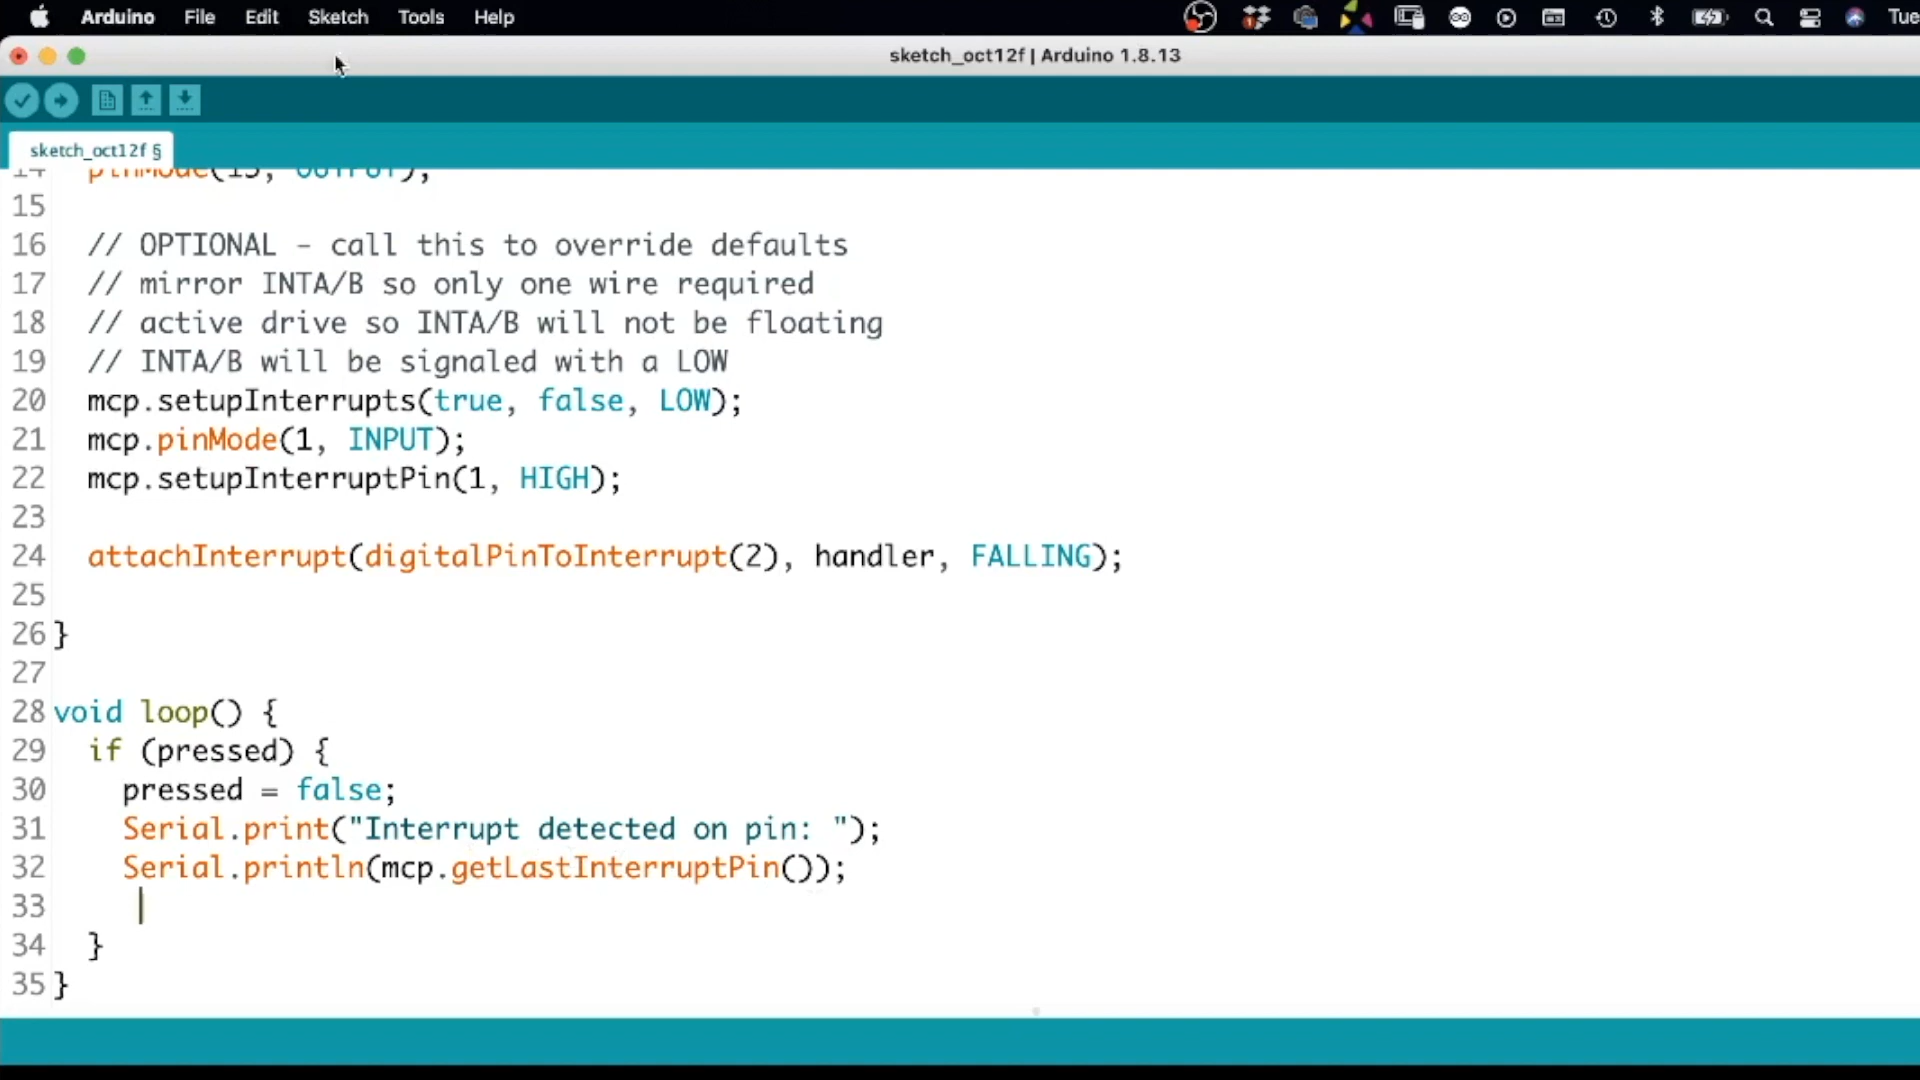 Arduino File Edit Sketch Tools Help Tue
sketch_oct12f | Arduino 1.8.13
sketch_oct12f §
14 pinMode(13, OUTPUT);
15
16 // OPTIONAL - call this to override defaults
17 // mirror INTA/B so only one wire required
18 // active drive so INTA/B will not be floating
19 // INTA/B will be signaled with a LOW
20 mcp.setupInterrupts(true, false, LOW);
21 mcp.pinMode(1, INPUT);
22 mcp.setupInterruptPin(1, HIGH);
23
24 attachInterrupt(digitalPinToInterrupt(2), handler, FALLING);
25
26 }
27
28 void loop() {
29 if (pressed) {
30 pressed = false;
31 Serial.print("Interrupt detected on pin: ");
32 Serial.println(mcp.getLastInterruptPin());
33
34 }
35 }